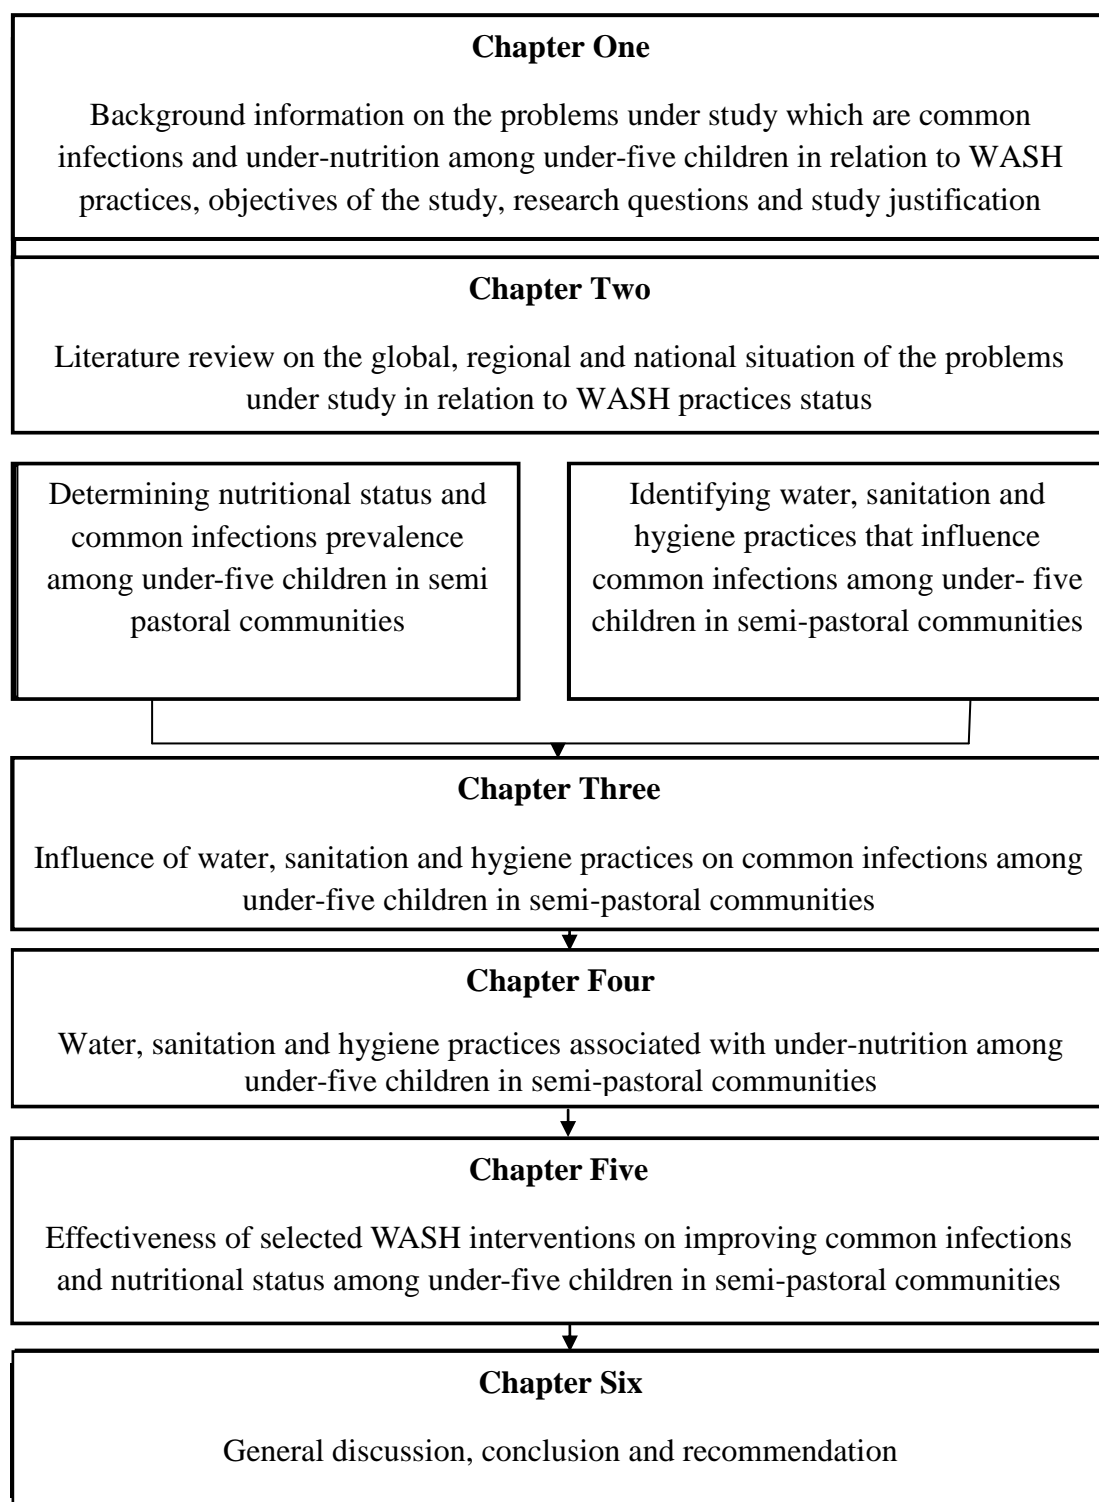 Chapter One
Background information on the problems under study which are common
infections and under-nutrition among under-five children in relation to WASH
practices, objectives of the study, research questions and study justification
Chapter Two
Literature review on the global, regional and national situation of the problems
under study in relation to WASH practices status
Determining nutritional status and
common infections prevalence
among under-five children in semi
pastoral communities
Identifying water, sanitation and
hygiene practices that influence
common infections among under- five
children in semi-pastoral communities
Chapter Three
Influence of water, sanitation and hygiene practices on common infections among
under-five children in semi-pastoral communities
Chapter Four
Water, sanitation and hygiene practices associated with under-nutrition among
under-five children in semi-pastoral communities
Chapter Five
Effectiveness of selected WASH interventions on improving common infections
and nutritional status among under-five children in semi-pastoral communities
Chapter Six
General discussion, conclusion and recommendation